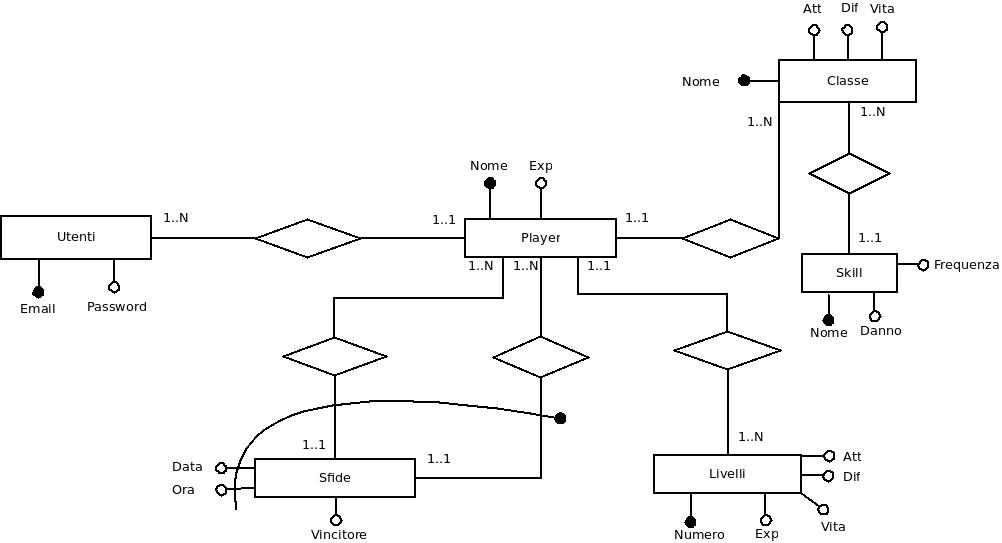 Att Dif Vita
Nome
Classe
1..N
1..N
Nome Exp
1..N
1..1
1..1
Utenti
Player
1..1
1..N
1..N
1..1
Skill
Frequenza
Email
Password
Nome
Danno
1..1
1..1
1..N
Data
Ora
Sfide
Livelli
Att
Dif
Vita
Vincitore
Numero
Exp